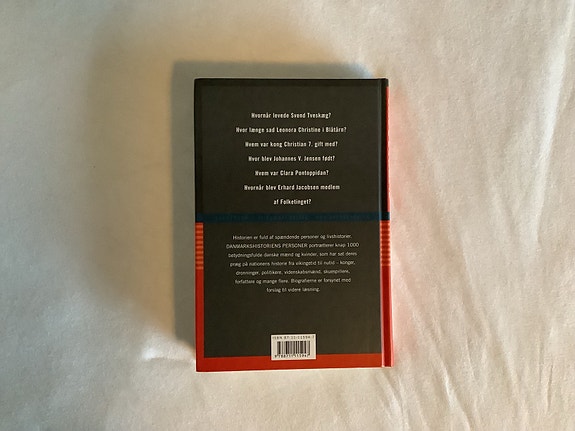 Hvornår levede Svend Tveskæg?
Hvor længe sad Leonora Christine i Blåtårn?
Hvem var kong Christian 7. gift med?
Hvor blev Johannes V. Jensen født?
Hvem var Clara Pontoppidan?
Hvornår blev Erhard Jacobsen medlem
af Folketinget?
Historien er fuld af spændende personer og livshistorier.
DANMARKSHISTORIENS PERSONER portrætterer knap 1000
betydningsfulde danske mænd og kvinder, som har sat deres
præg på nationens historie fra vikingetid til nutid – konger,
dronninger, politikere, videnskabsmænd, skuespillere,
forfattere og mange flere. Biografierne er forsynet med
forslag til videre læsning.